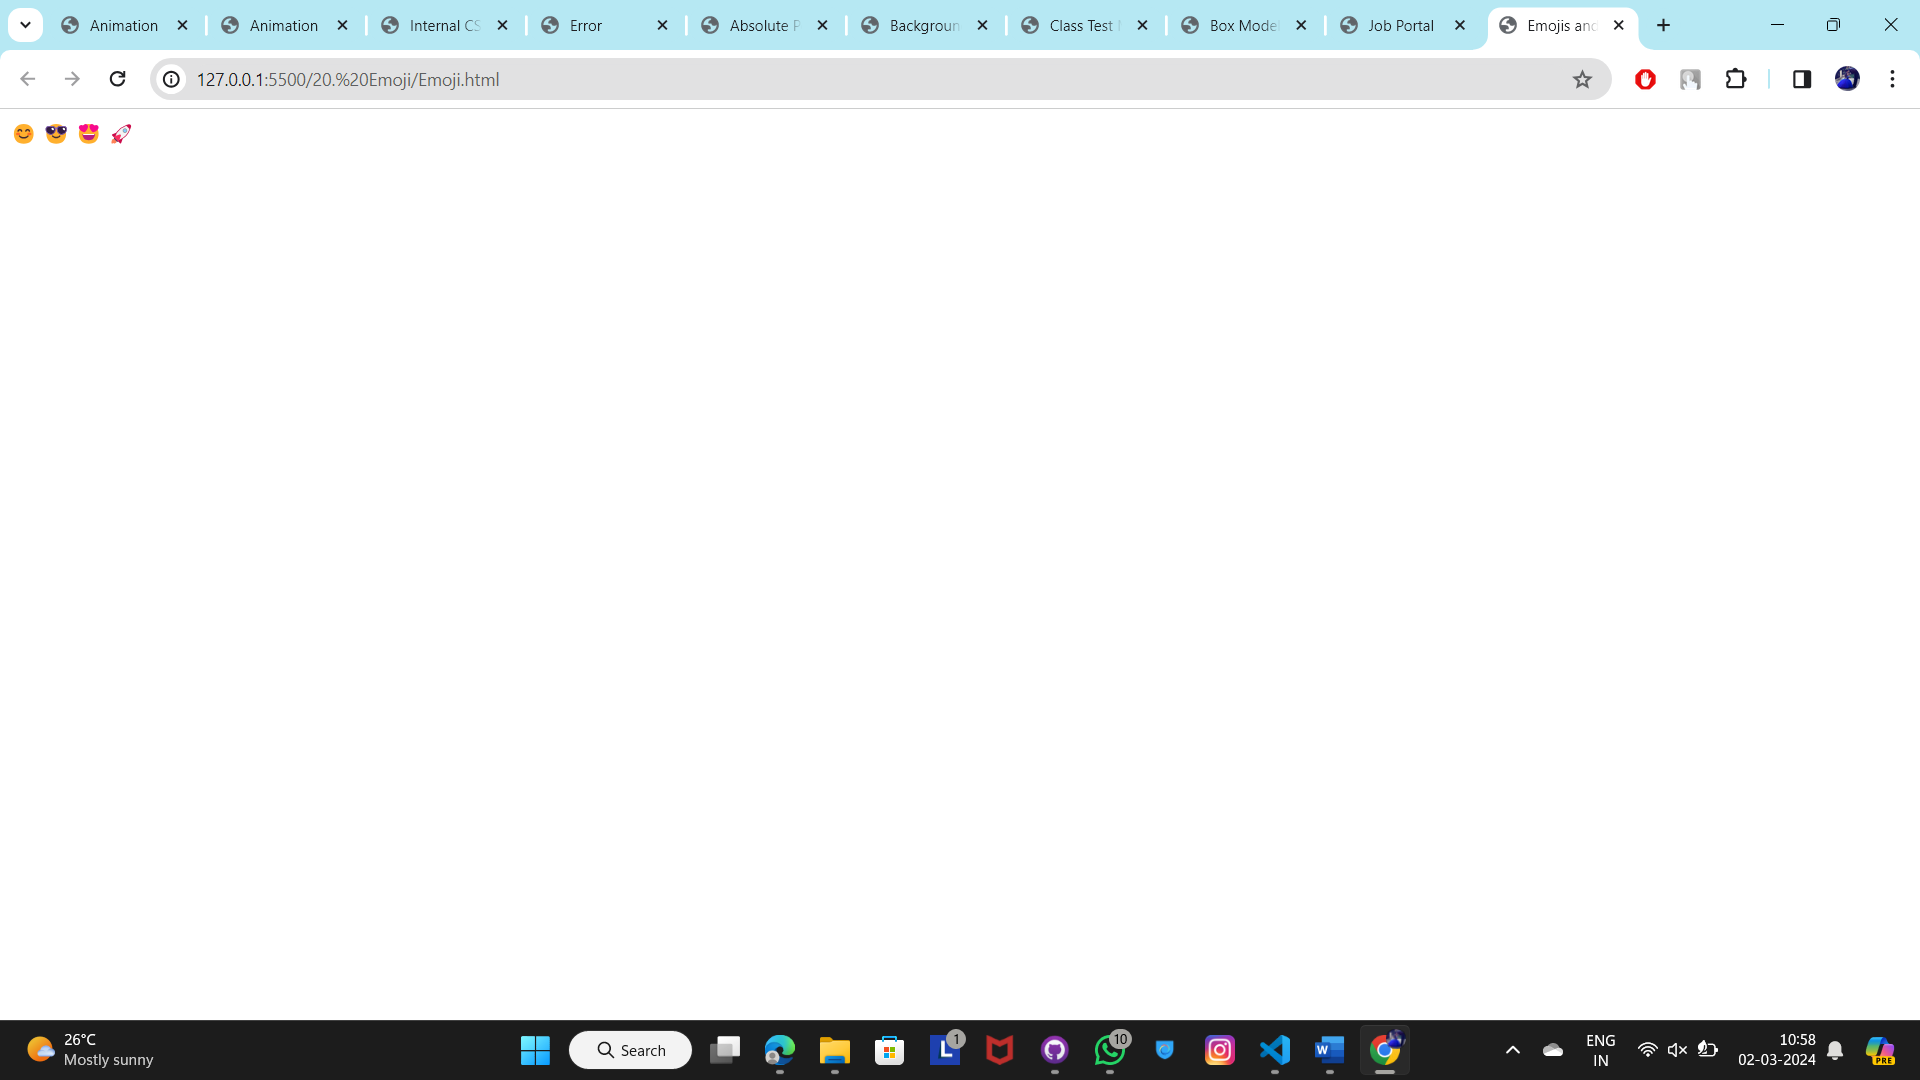 Animation
Animation
Internal CS
Error
Absolute P
Backgroun
Class Test
Box Model
Job Portal
Emojis and
127.0.0.1:5500/20.%20Emoji/Emoji.html
😊 😎 😍 🚀
26°C
Mostly sunny
Search
L
1
10
W
ENG
IN
10:58
02-03-2024
PRE